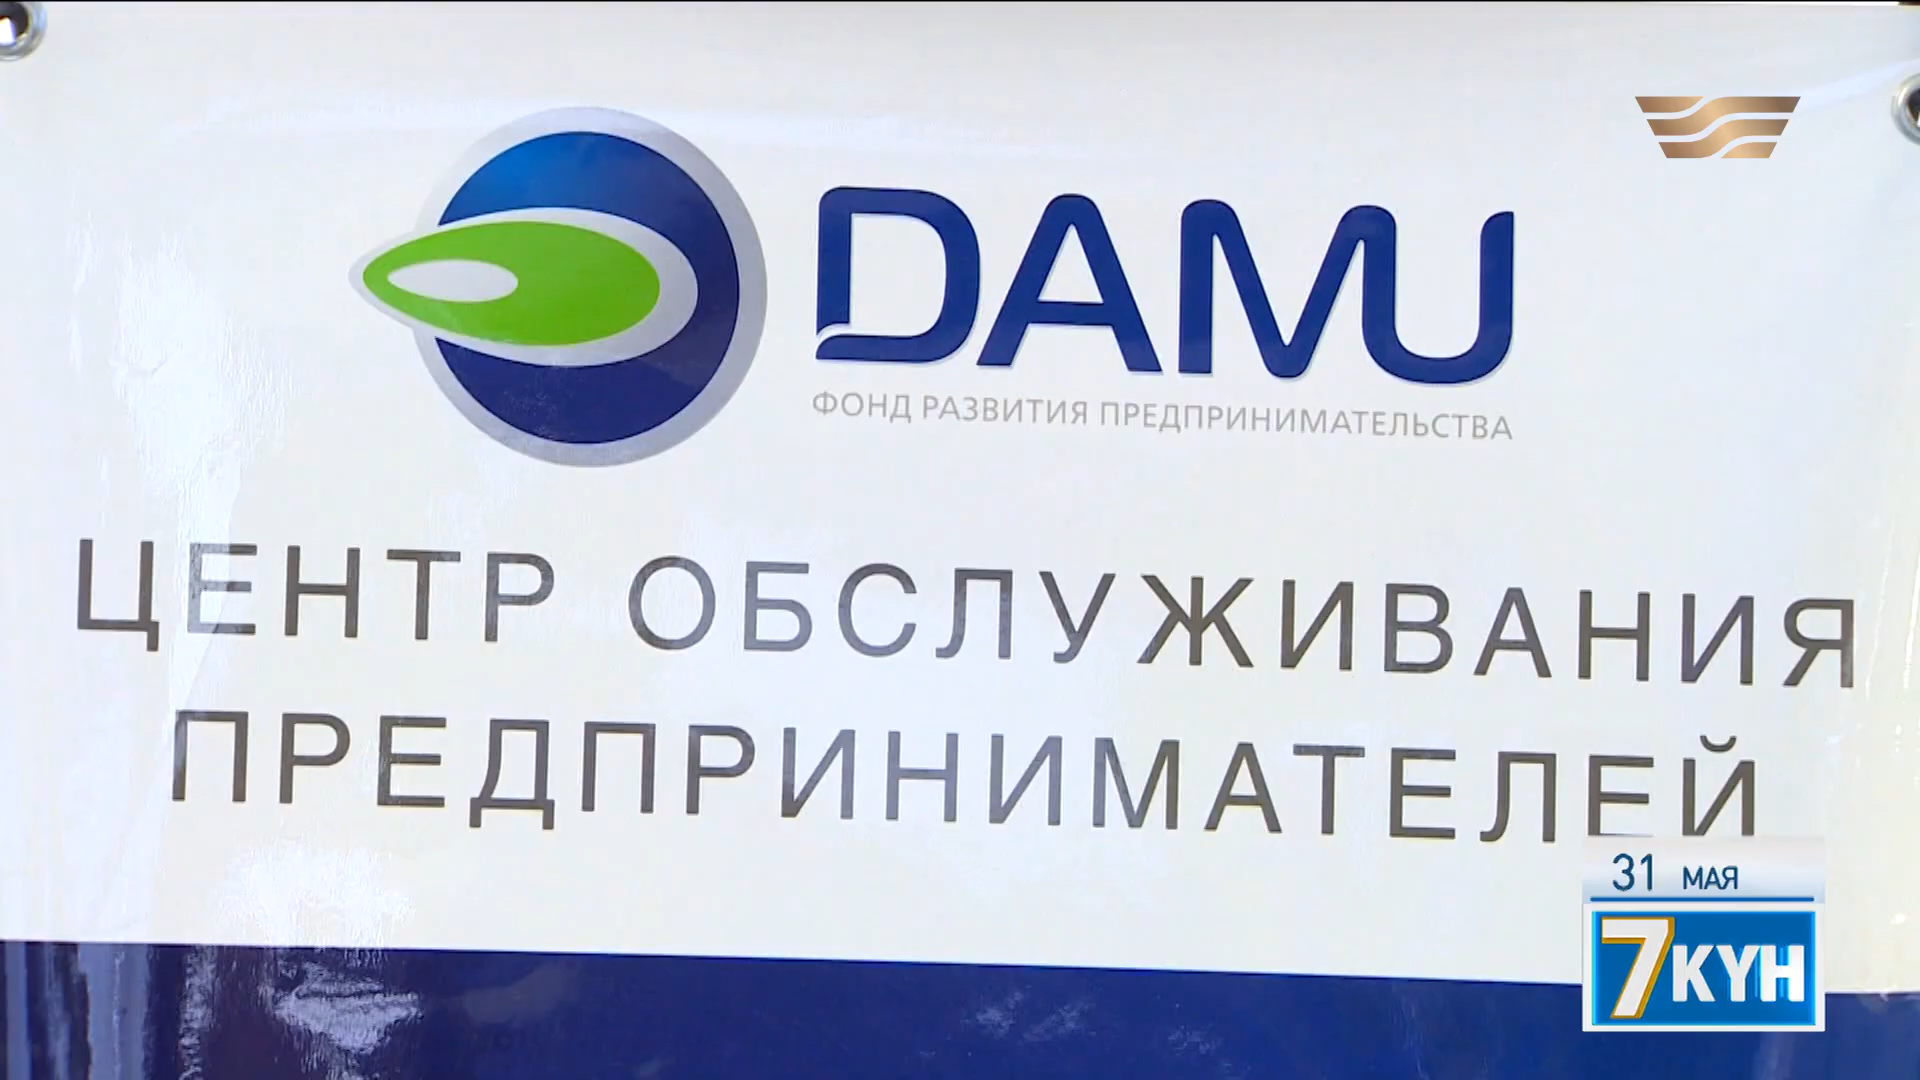 DAMU
ФОНД РАЗВИТИЯ ПРЕДПРИНИМАТЕЛЬСТВА
ЦЕНТР ОБСЛУЖИВАНИЯ
ПРЕДПРИНИМАТЕЛЕЙ
31 МАЯ
7КҮН